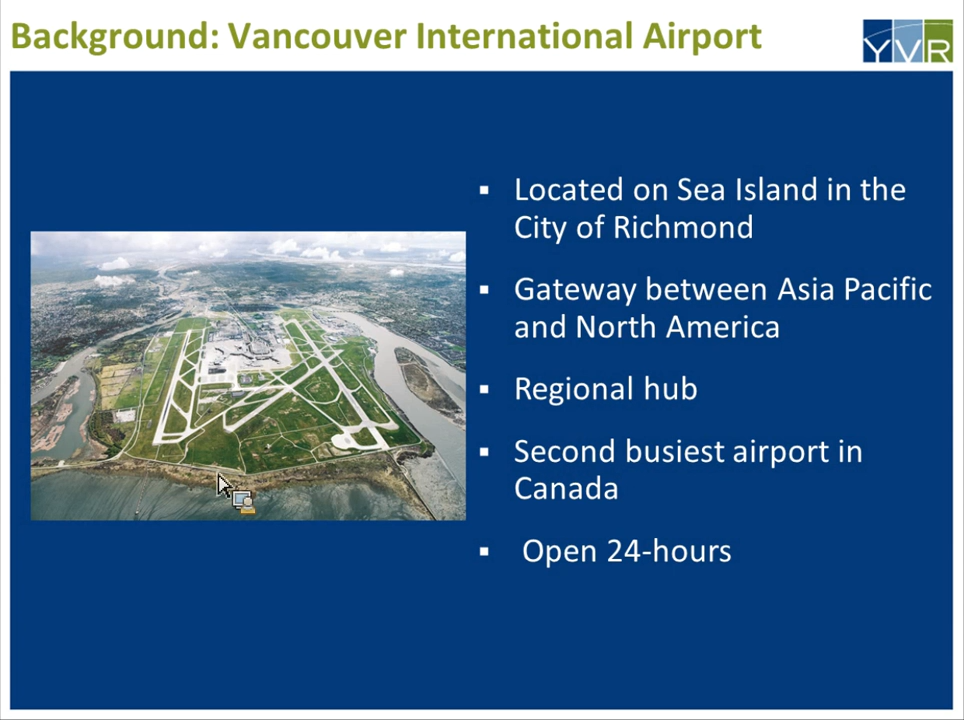 Background: Vancouver International Airport
YVR
▪ Located on Sea Island in the
City of Richmond
▪ Gateway between Asia Pacific
and North America
▪ Regional hub
▪ Second busiest airport in
Canada
▪ Open 24-hours